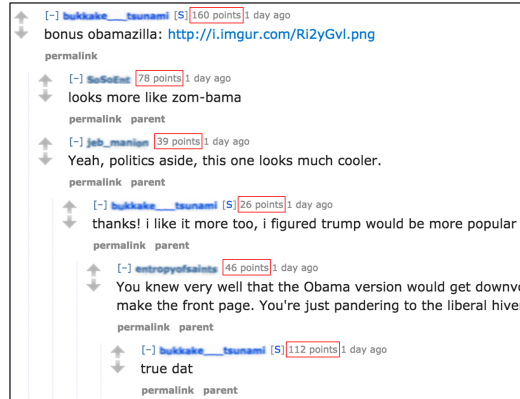 [–] bukkake___tsunami [S] 160 points 1 day ago
bonus obamazilla: http://i.imgur.com/Ri2yGvl.png
permalink
[–] SoSoEnt 78 points 1 day ago
looks more like zom-bama
permalink parent
[–] jeb_manion 39 points 1 day ago
Yeah, politics aside, this one looks much cooler.
permalink parent
[–] bukkake___tsunami [S] 26 points 1 day ago
thanks! i like it more too, i figured trump would be more popular
permalink parent
[–] entropyofsaints 46 points 1 day ago
You knew very well that the Obama version would get downvo
make the front page. You're just pandering to the liberal hive
permalink parent
[–] bukkake___tsunami [S] 112 points 1 day ago
true dat
permalink parent